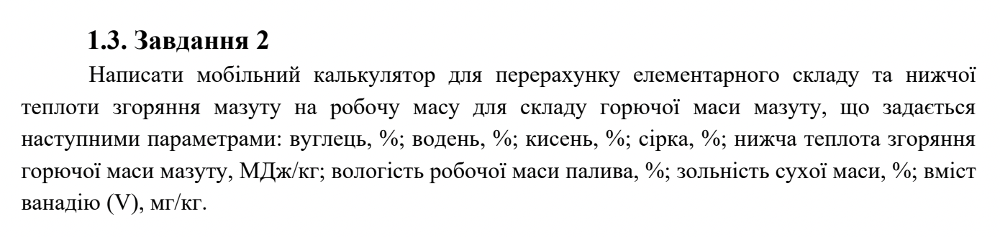 1.3. Завдання 2
Написати мобільний калькулятор для перерахунку елементарного складу та нижчої
теплоти згоряння мазуту на робочу масу для складу горючої маси мазуту, що задається
наступними параметрами: вуглець, %; водень, %; кисень, %; сірка, %; нижча теплота згоряння
горючої маси мазуту, МДж/кг; вологість робочої маси палива, %; зольність сухої маси, %; вміст
ванадію (V), мг/кг.